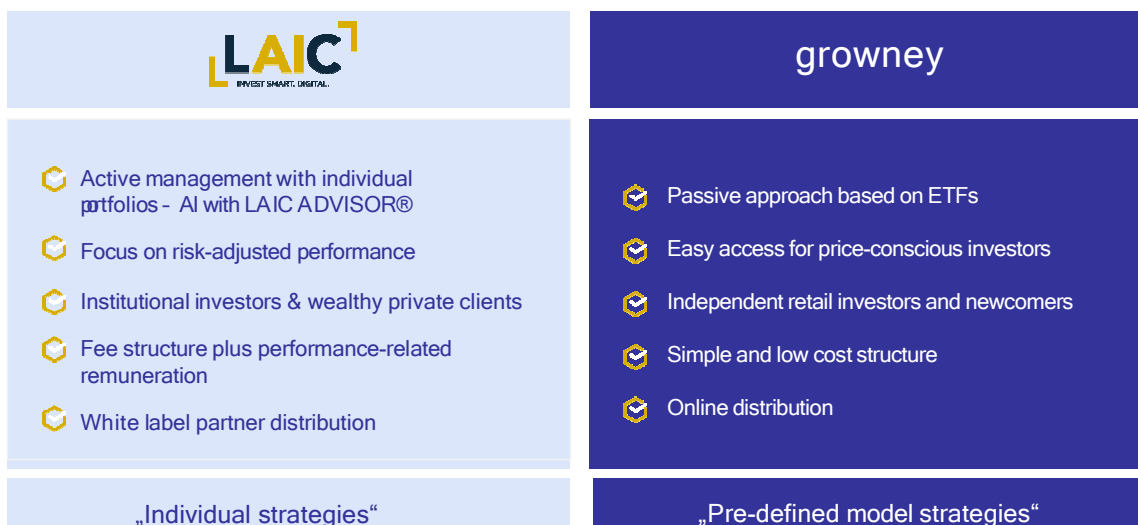 LAIC
INVEST SMART. DIGITAL.
Active management with individual
portfolios - AI with LAIC ADVISOR®
Focus on risk-adjusted performance
Institutional investors & wealthy private clients
Fee structure plus performance-related
remuneration
White label partner distribution
„Individual strategies“
growney
Passive approach based on ETFs
Easy access for price-conscious investors
Independent retail investors and newcomers
Simple and low cost structure
Online distribution
„Pre-defined model strategies“